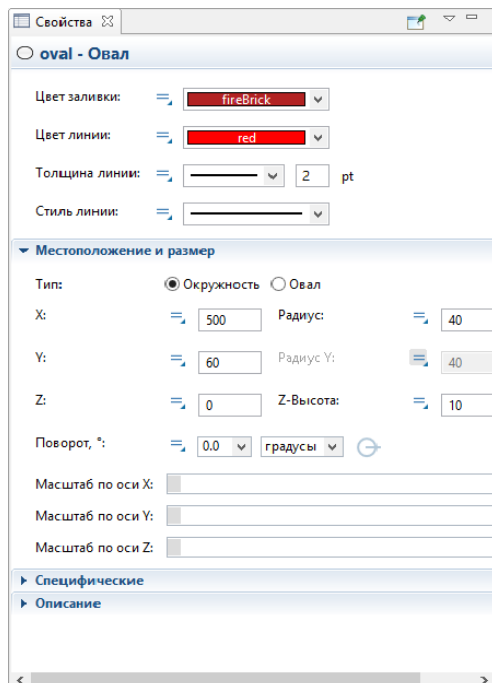 Свойства
oval - Овал
Цвет заливки: fireBrick
Цвет линии: red
Толщина линии: 2 pt
Стиль линии:
Местоположение и размер
Тип: Окружность Овал
X: 500 Радиус: 40
Y: 60 Радиус Y: 40
Z: 0 Z-Высота: 10
Поворот, °: 0.0 градусы
Масштаб по оси X:
Масштаб по оси Y:
Масштаб по оси Z:
Специфические
Описание